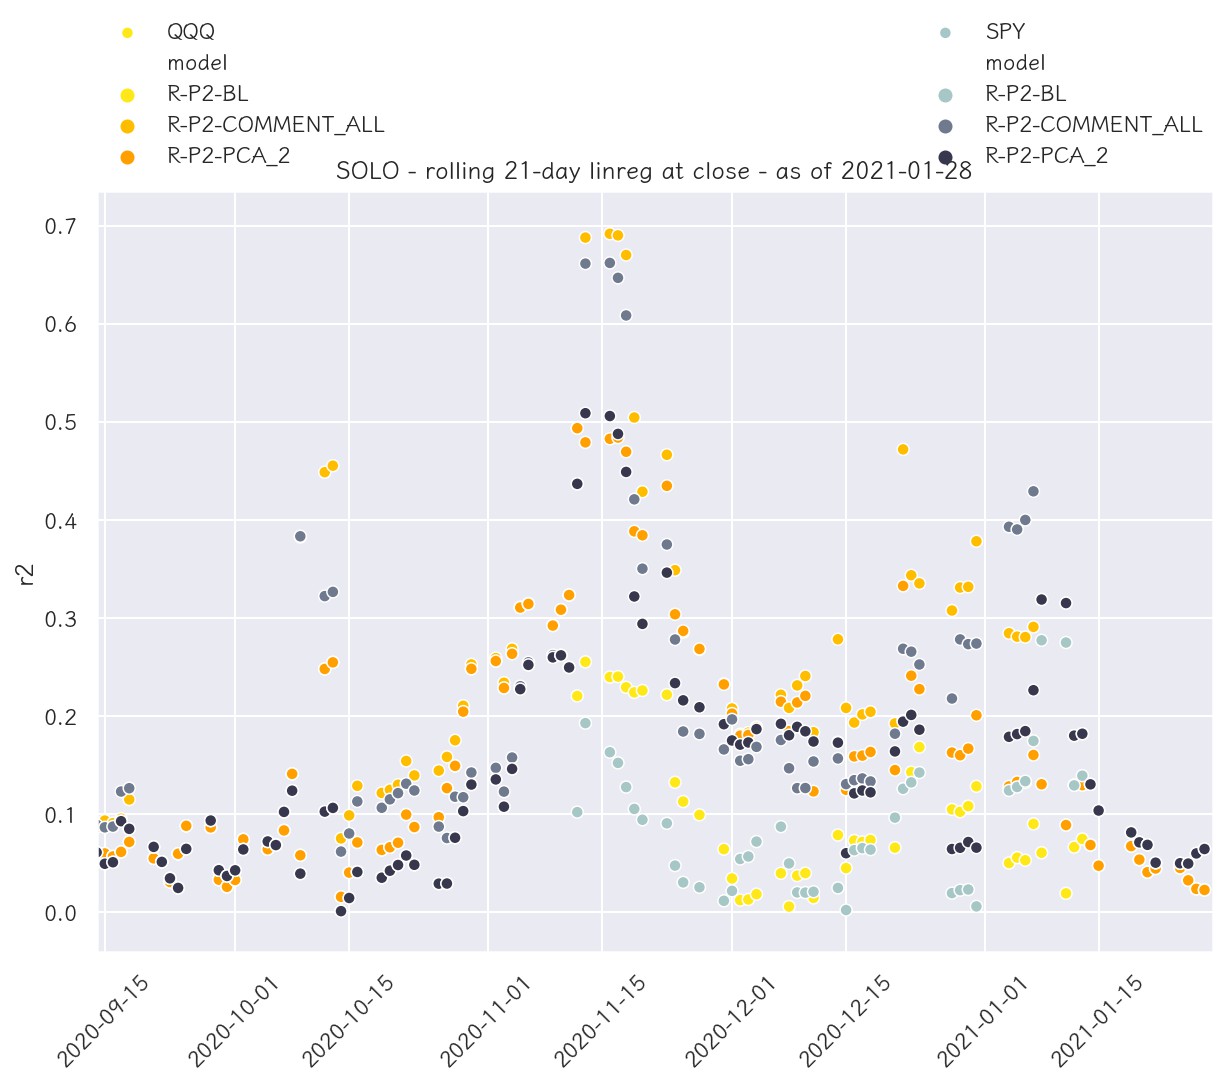 QQQ
model
R-P2-BL
R-P2-COMMENT_ALL
R-P2-PCA_2
SPY
model
R-P2-BL
R-P2-COMMENT_ALL
R-P2-PCA_2
SOLO - rolling 21-day linreg at close - as of 2021-01-28
r2
0.7
0.6
0.5
0.4
0.3
0.2
0.1
0.0
2020-09-15
2020-10-01
2020-10-15
2020-11-01
2020-11-15
2020-12-01
2020-12-15
2021-01-01
2021-01-15